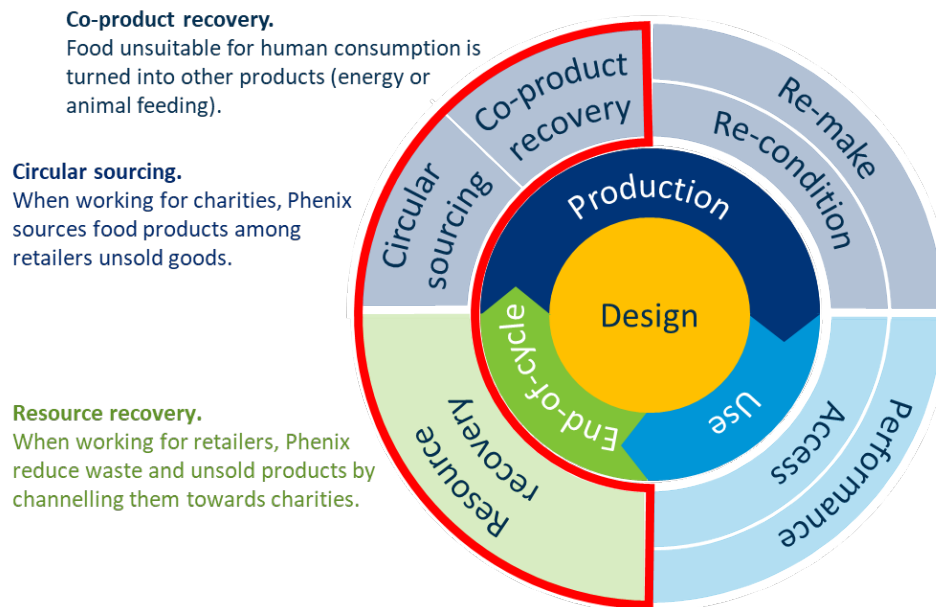 Co-product recovery.
Food unsuitable for human consumption is
turned into other products (energy or
animal feeding).
Circular sourcing.
When working for charities, Phenix
sources food products among
retailers unsold goods.
Resource recovery.
When working for retailers, Phenix
reduce waste and unsold products by
channelling them towards charities.
Co-product
recovery
Circular
sourcing
Re-make
Re-condition
Production
Design
End-of-cycle
Use
Resource
recovery
Access
Performance